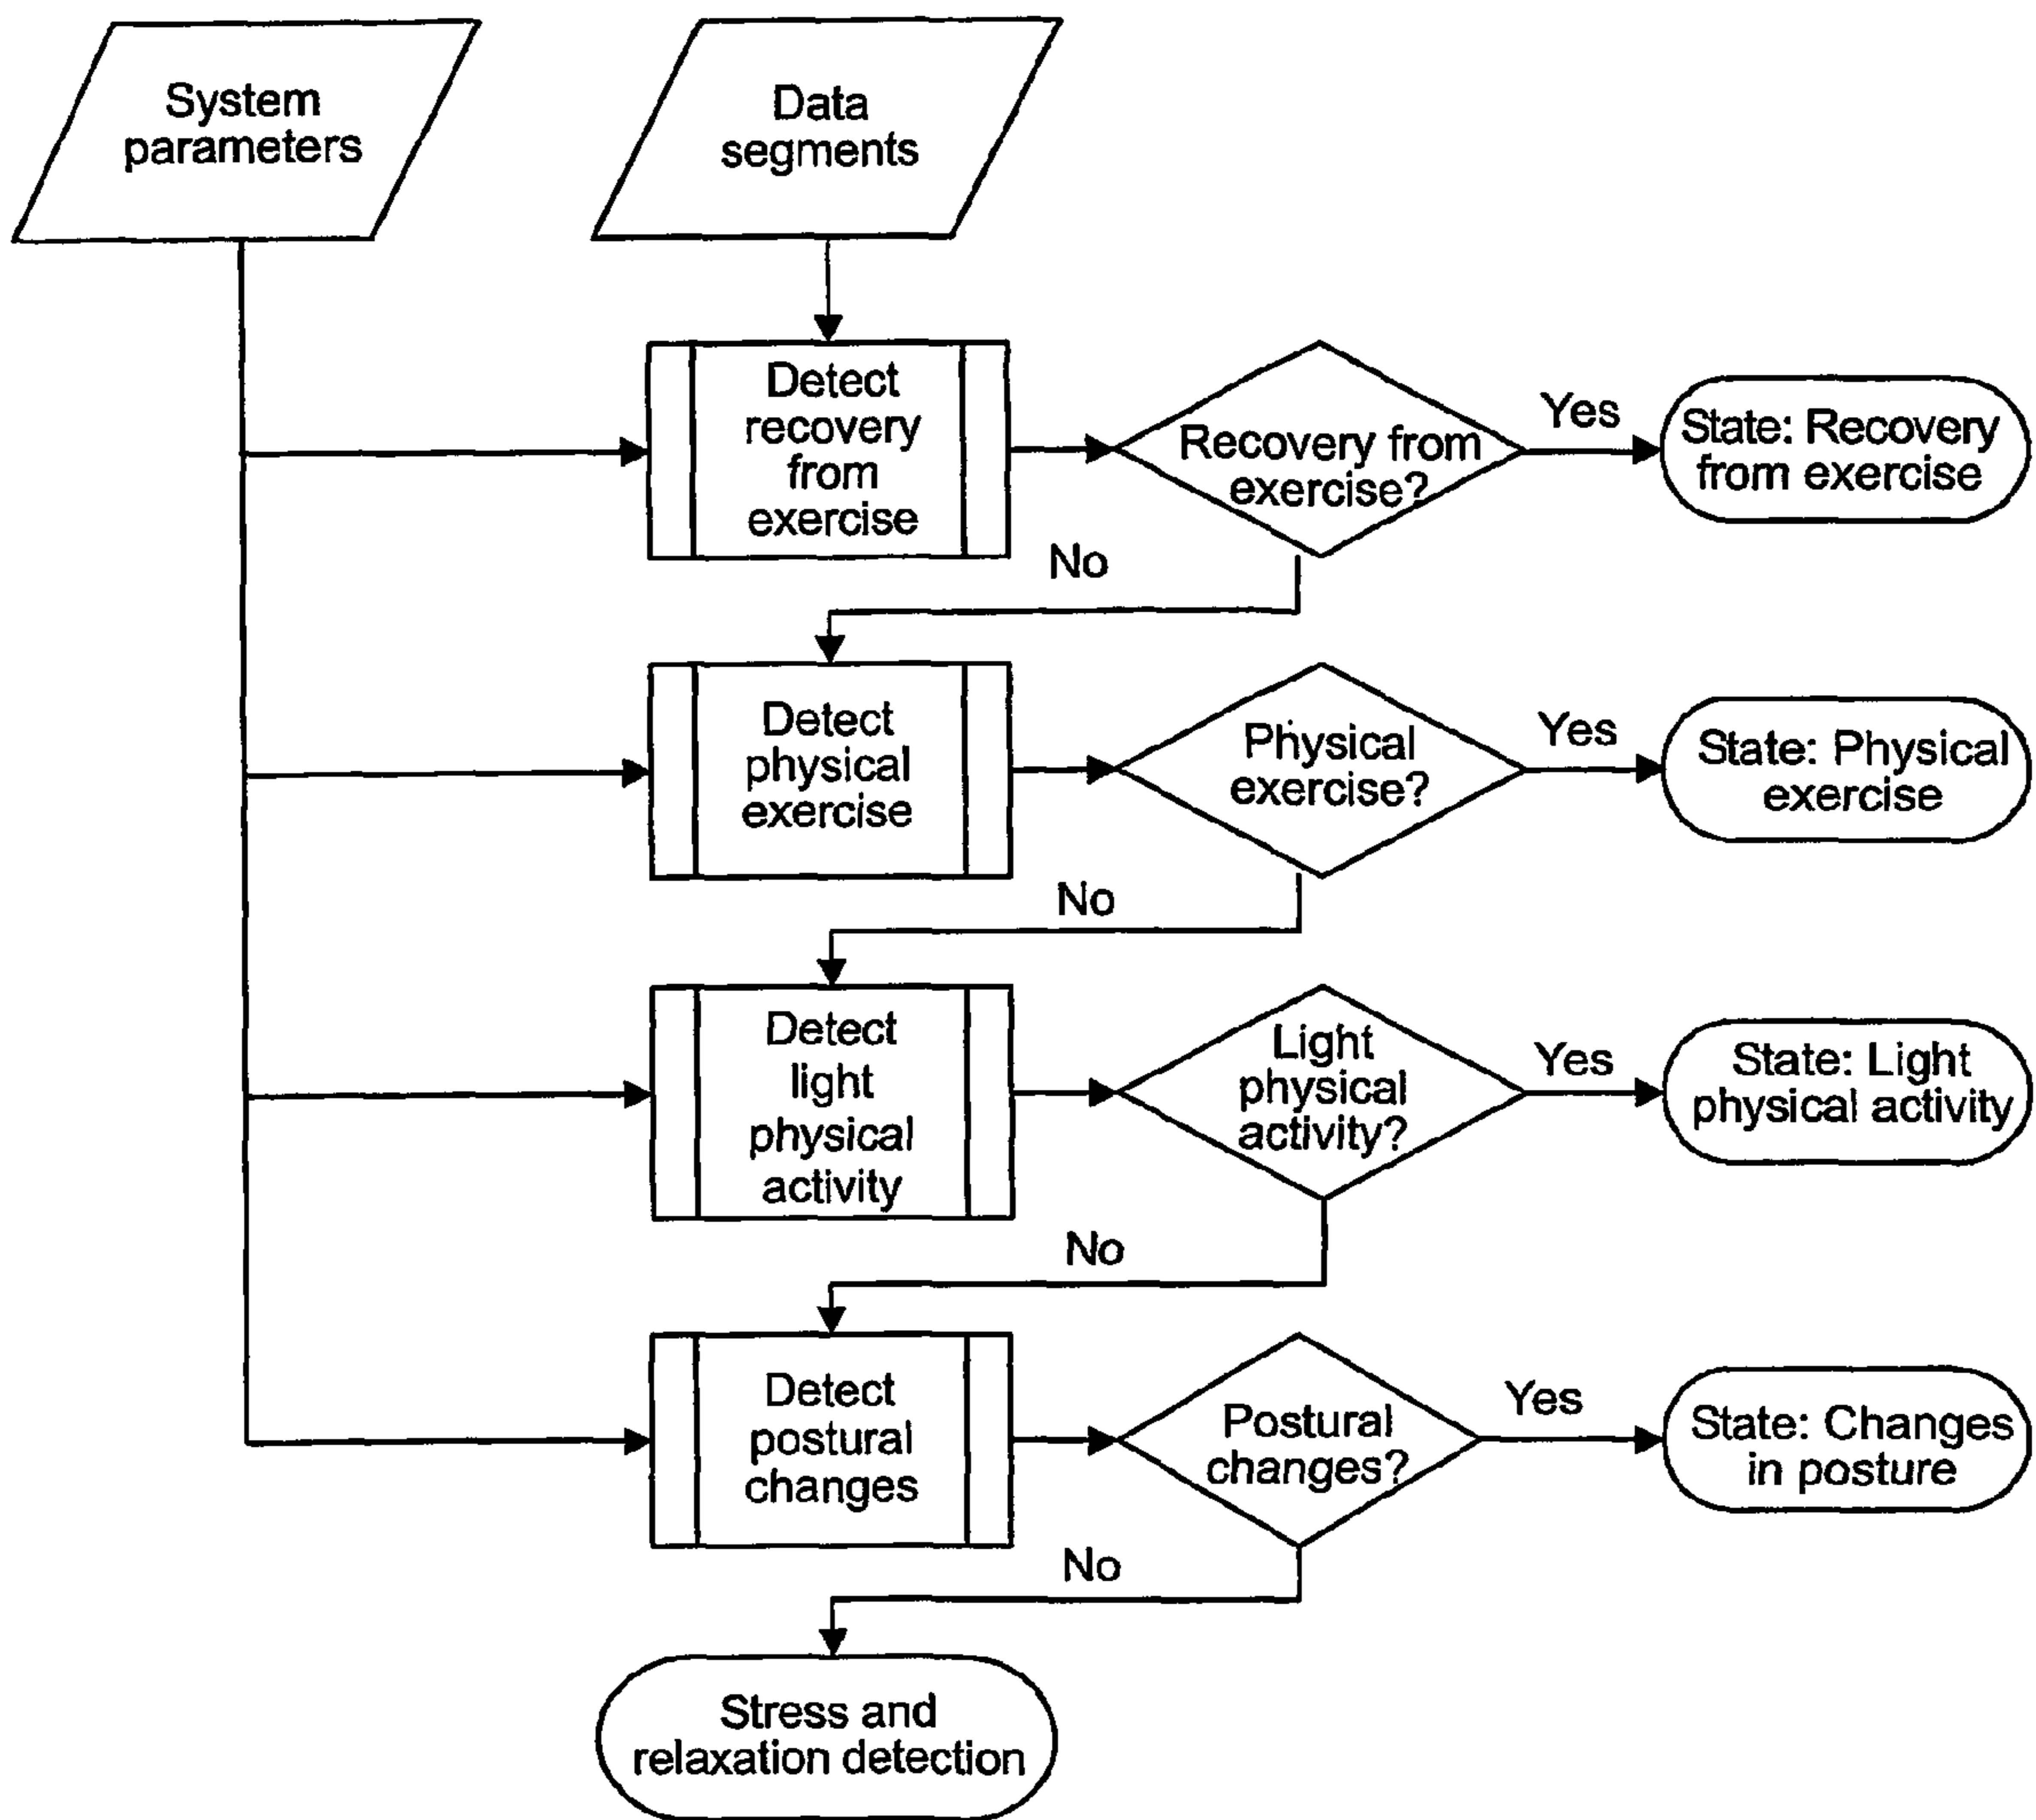 System
parameters
Data
segments
Detect
recovery
from
exercise
Recovery from
exercise?
Yes
State: Recovery
from exercise
No
Detect
physical
exercise
Physical
exercise?
Yes
State: Physical
exercise
No
Detect
light
physical
activity
Light
physical
activity?
Yes
State: Light
physical activity
No
Detect
postural
changes
Postural
changes?
Yes
State: Changes
in posture
No
Stress and
relaxation detection